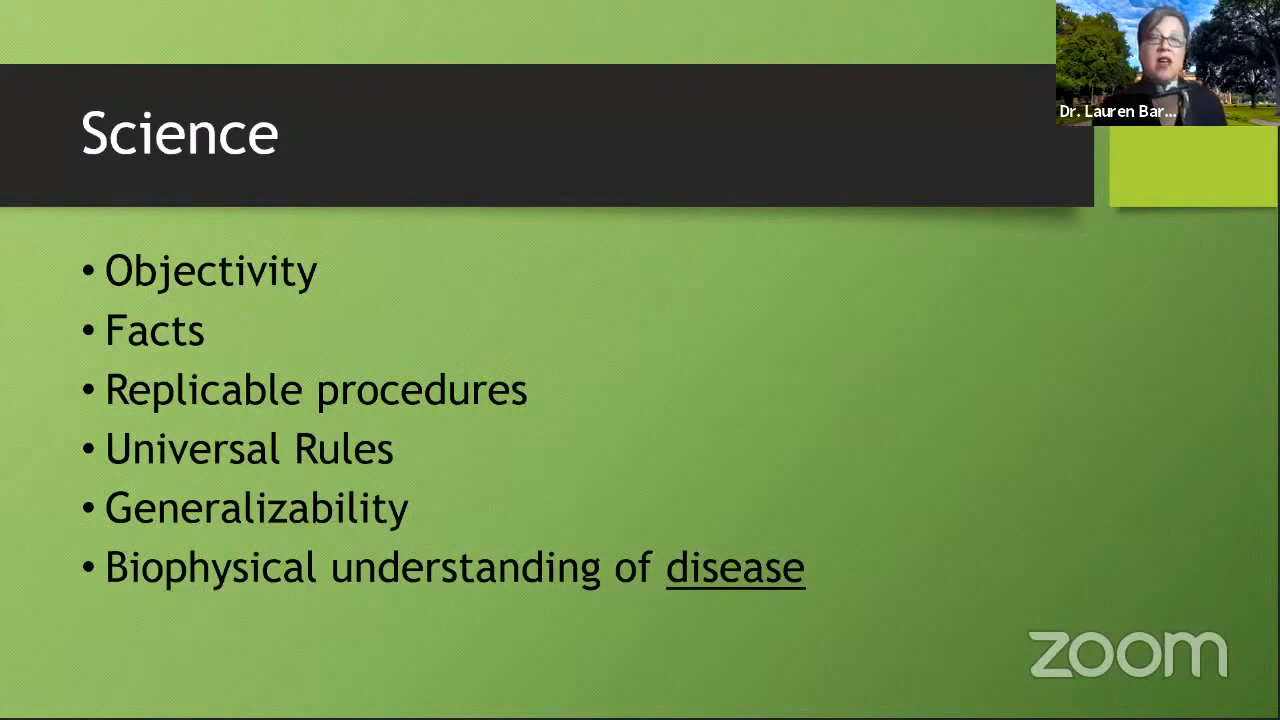 Dr. Lauren Bar...
Science
• Objectivity
• Facts
• Replicable procedures
• Universal Rules
• Generalizability
• Biophysical understanding of disease
zoom